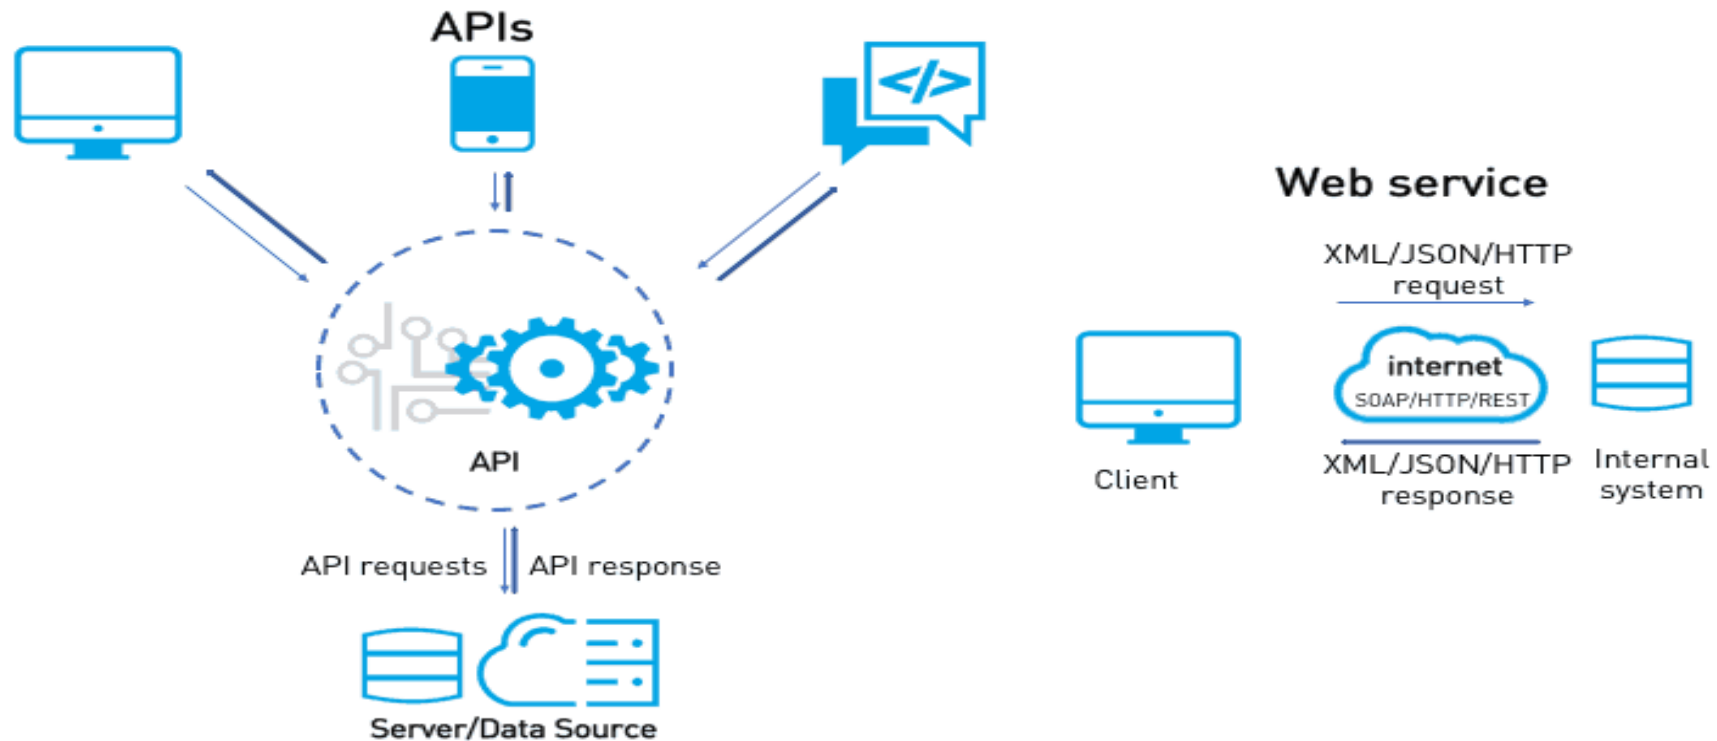 APIs
</>
API
API requests
API response
Server/Data Source
Web service
XML/JSON/HTTP
request
internet
SOAP/HTTP/REST
XML/JSON/HTTP
response
Client
Internal
system